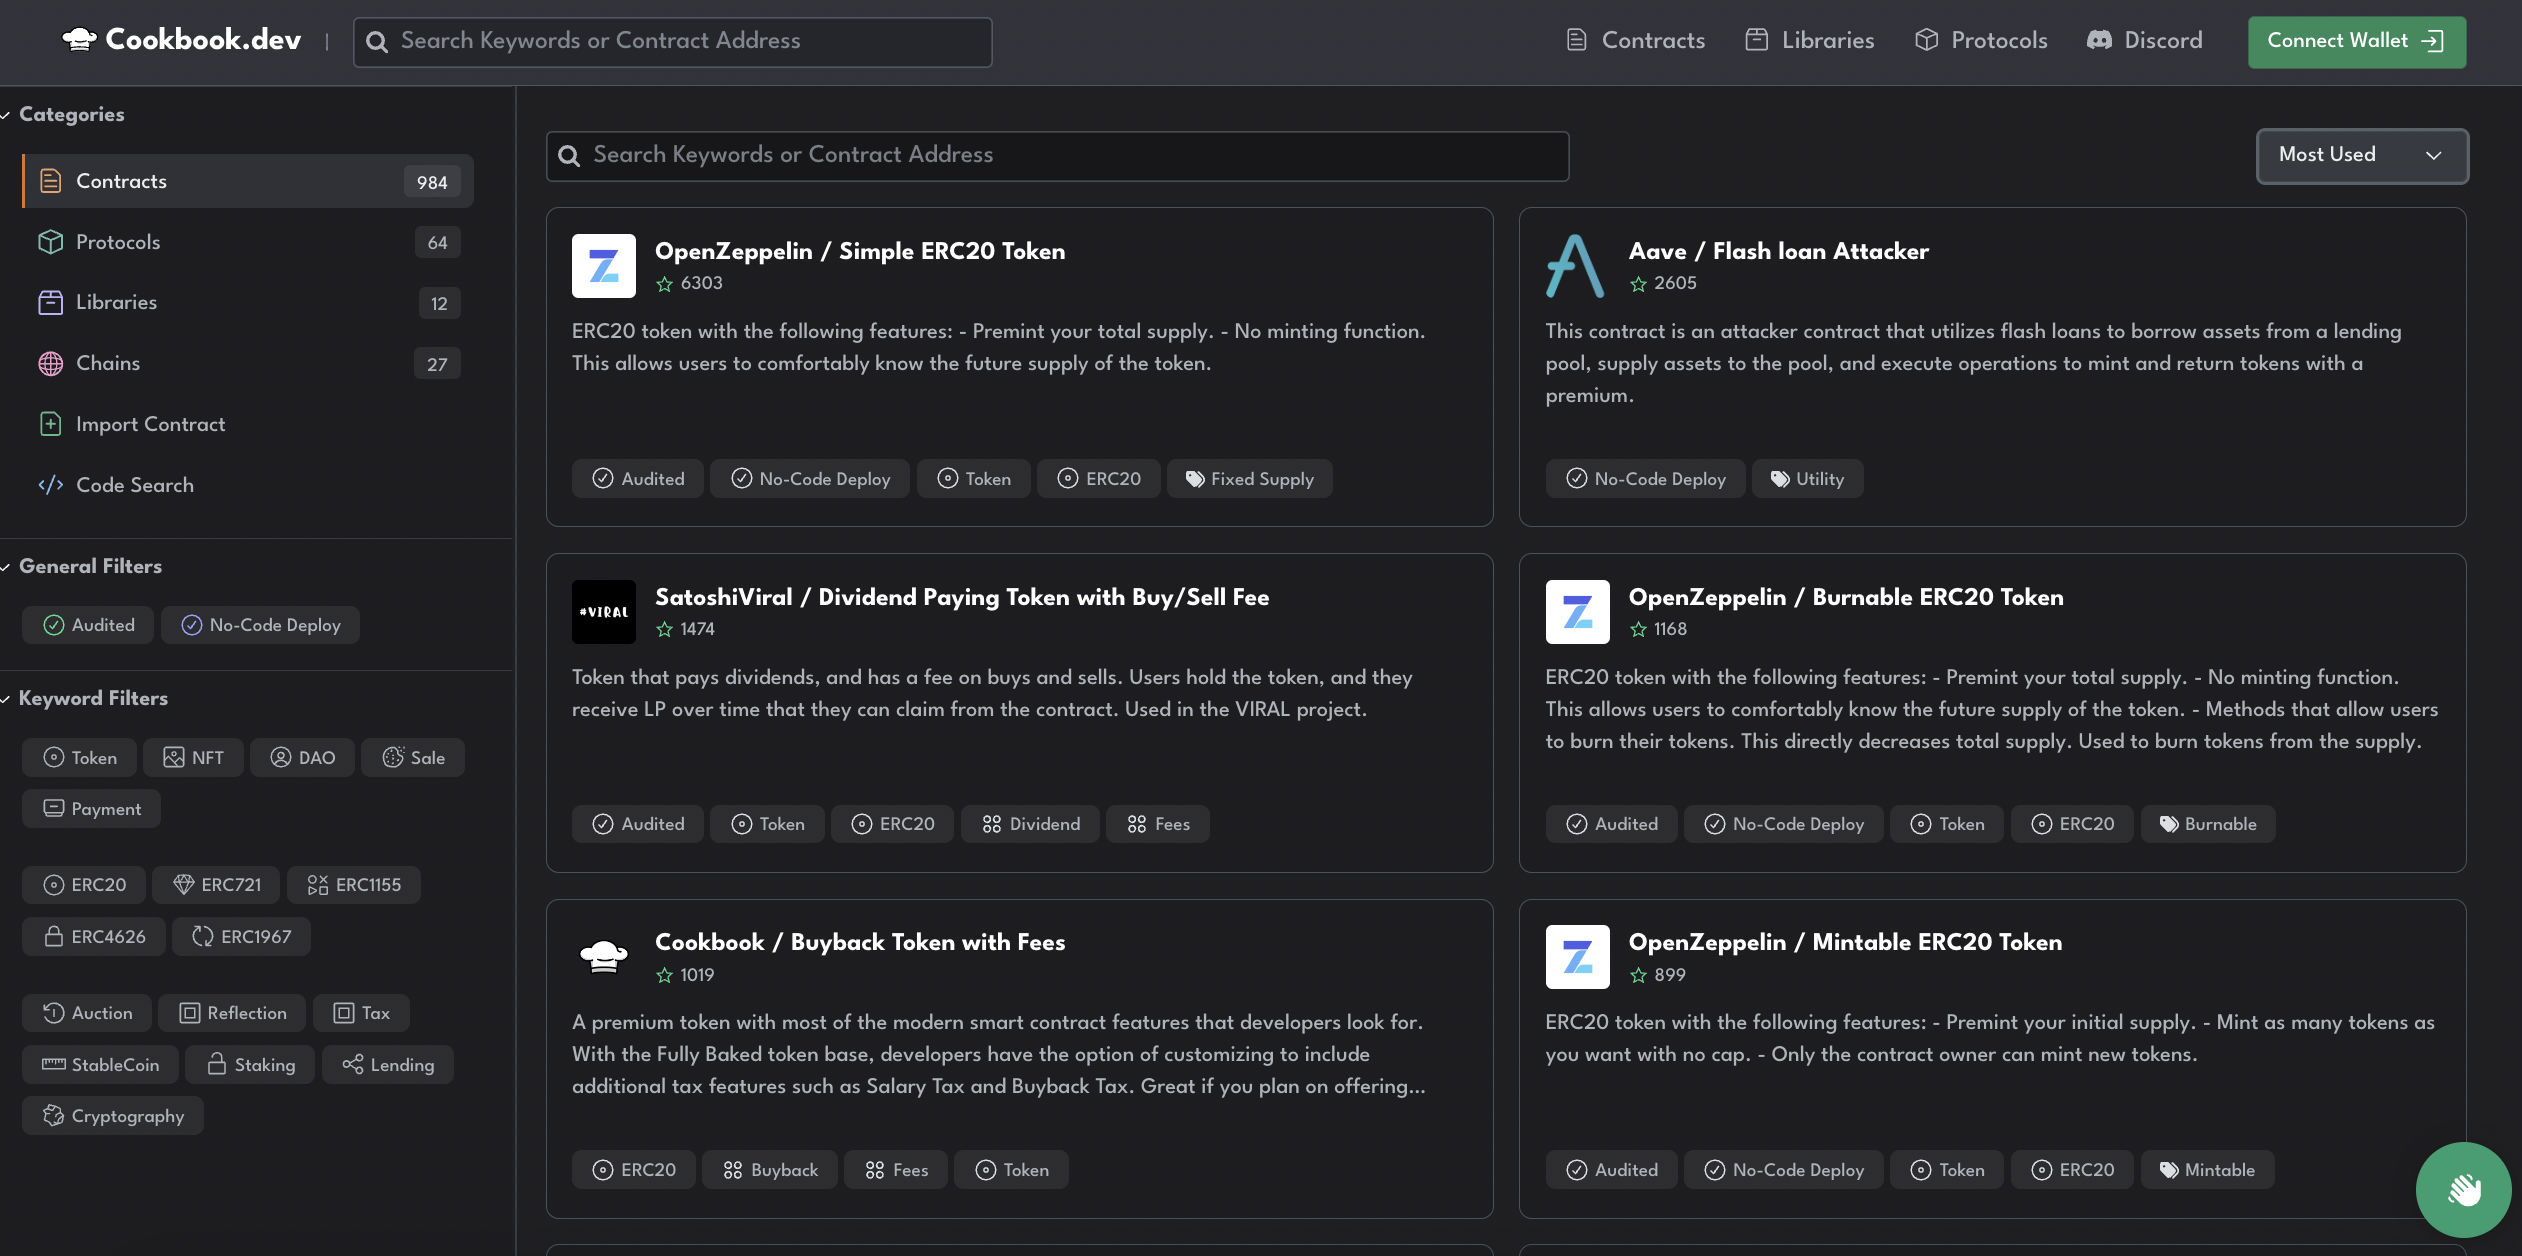 Cookbook.dev
Search Keywords or Contract Address
Contracts
Libraries
Protocols
Discord
Connect Wallet
Categories
Contracts 984
Protocols 64
Libraries 12
Chains 27
Import Contract
Code Search
General Filters
Audited No-Code Deploy
Keyword Filters
Token NFT DAO Sale
Payment
ERC20 ERC721 ERC1155
ERC4626 ERC1967
Auction Reflection Tax
StableCoin Staking Lending
Cryptography
Search Keywords or Contract Address
Most Used
OpenZeppelin / Simple ERC20 Token
6303
ERC20 token with the following features: - Premint your total supply. - No minting function.
This allows users to comfortably know the future supply of the token.
Audited No-Code Deploy Token ERC20 Fixed Supply
Aave / Flash loan Attacker
2605
This contract is an attacker contract that utilizes flash loans to borrow assets from a lending
pool, supply assets to the pool, and execute operations to mint and return tokens with a
premium.
No-Code Deploy Utility
#VIRAL
SatoshiViral / Dividend Paying Token with Buy/Sell Fee
1474
Token that pays dividends, and has a fee on buys and sells. Users hold the token, and they
receive LP over time that they can claim from the contract. Used in the VIRAL project.
Audited Token ERC20 Dividend Fees
OpenZeppelin / Burnable ERC20 Token
1168
ERC20 token with the following features: - Premint your total supply. - No minting function.
This allows users to comfortably know the future supply of the token. - Methods that allow users
to burn their tokens. This directly decreases total supply. Used to burn tokens from the supply.
Audited No-Code Deploy Token ERC20 Burnable
Cookbook / Buyback Token with Fees
1019
A premium token with most of the modern smart contract features that developers look for.
With the Fully Baked token base, developers have the option of customizing to include
additional tax features such as Salary Tax and Buyback Tax. Great if you plan on offering...
ERC20 Buyback Fees Token
OpenZeppelin / Mintable ERC20 Token
899
ERC20 token with the following features: - Premint your initial supply. - Mint as many tokens as
you want with no cap. - Only the contract owner can mint new tokens.
Audited No-Code Deploy Token ERC20 Mintable